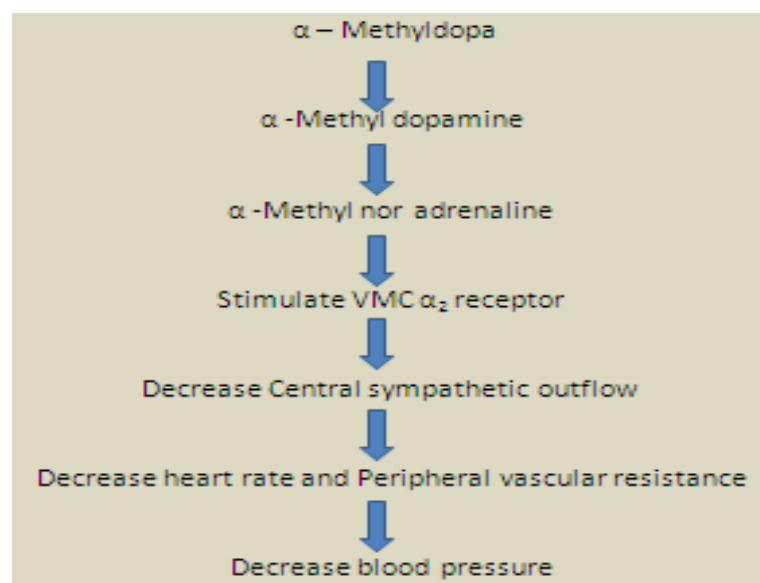 α – Methyldopa
α -Methyl dopamine
α -Methyl nor adrenaline
Stimulate VMC α₂ receptor
Decrease Central sympathetic outflow
Decrease heart rate and Peripheral vascular resistance
Decrease blood pressure